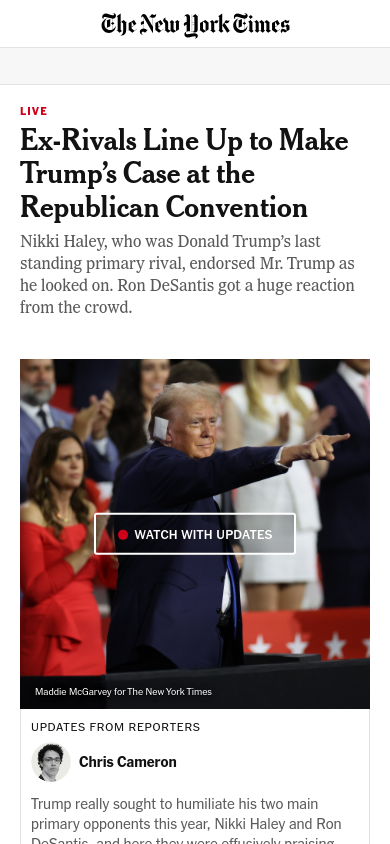 The New York Times
LIVE
Ex-Rivals Line Up to Make
Trump’s Case at the
Republican Convention
Nikki Haley, who was Donald Trump’s last
standing primary rival, endorsed Mr. Trump as
he looked on. Ron DeSantis got a huge reaction
from the crowd.
WATCH WITH UPDATES
Maddie McGarvey for The New York Times
UPDATES FROM REPORTERS
Chris Cameron
Trump really sought to humiliate his two main
primary opponents this year, Nikki Haley and Ron
DeSantis, and here they were effusively praising